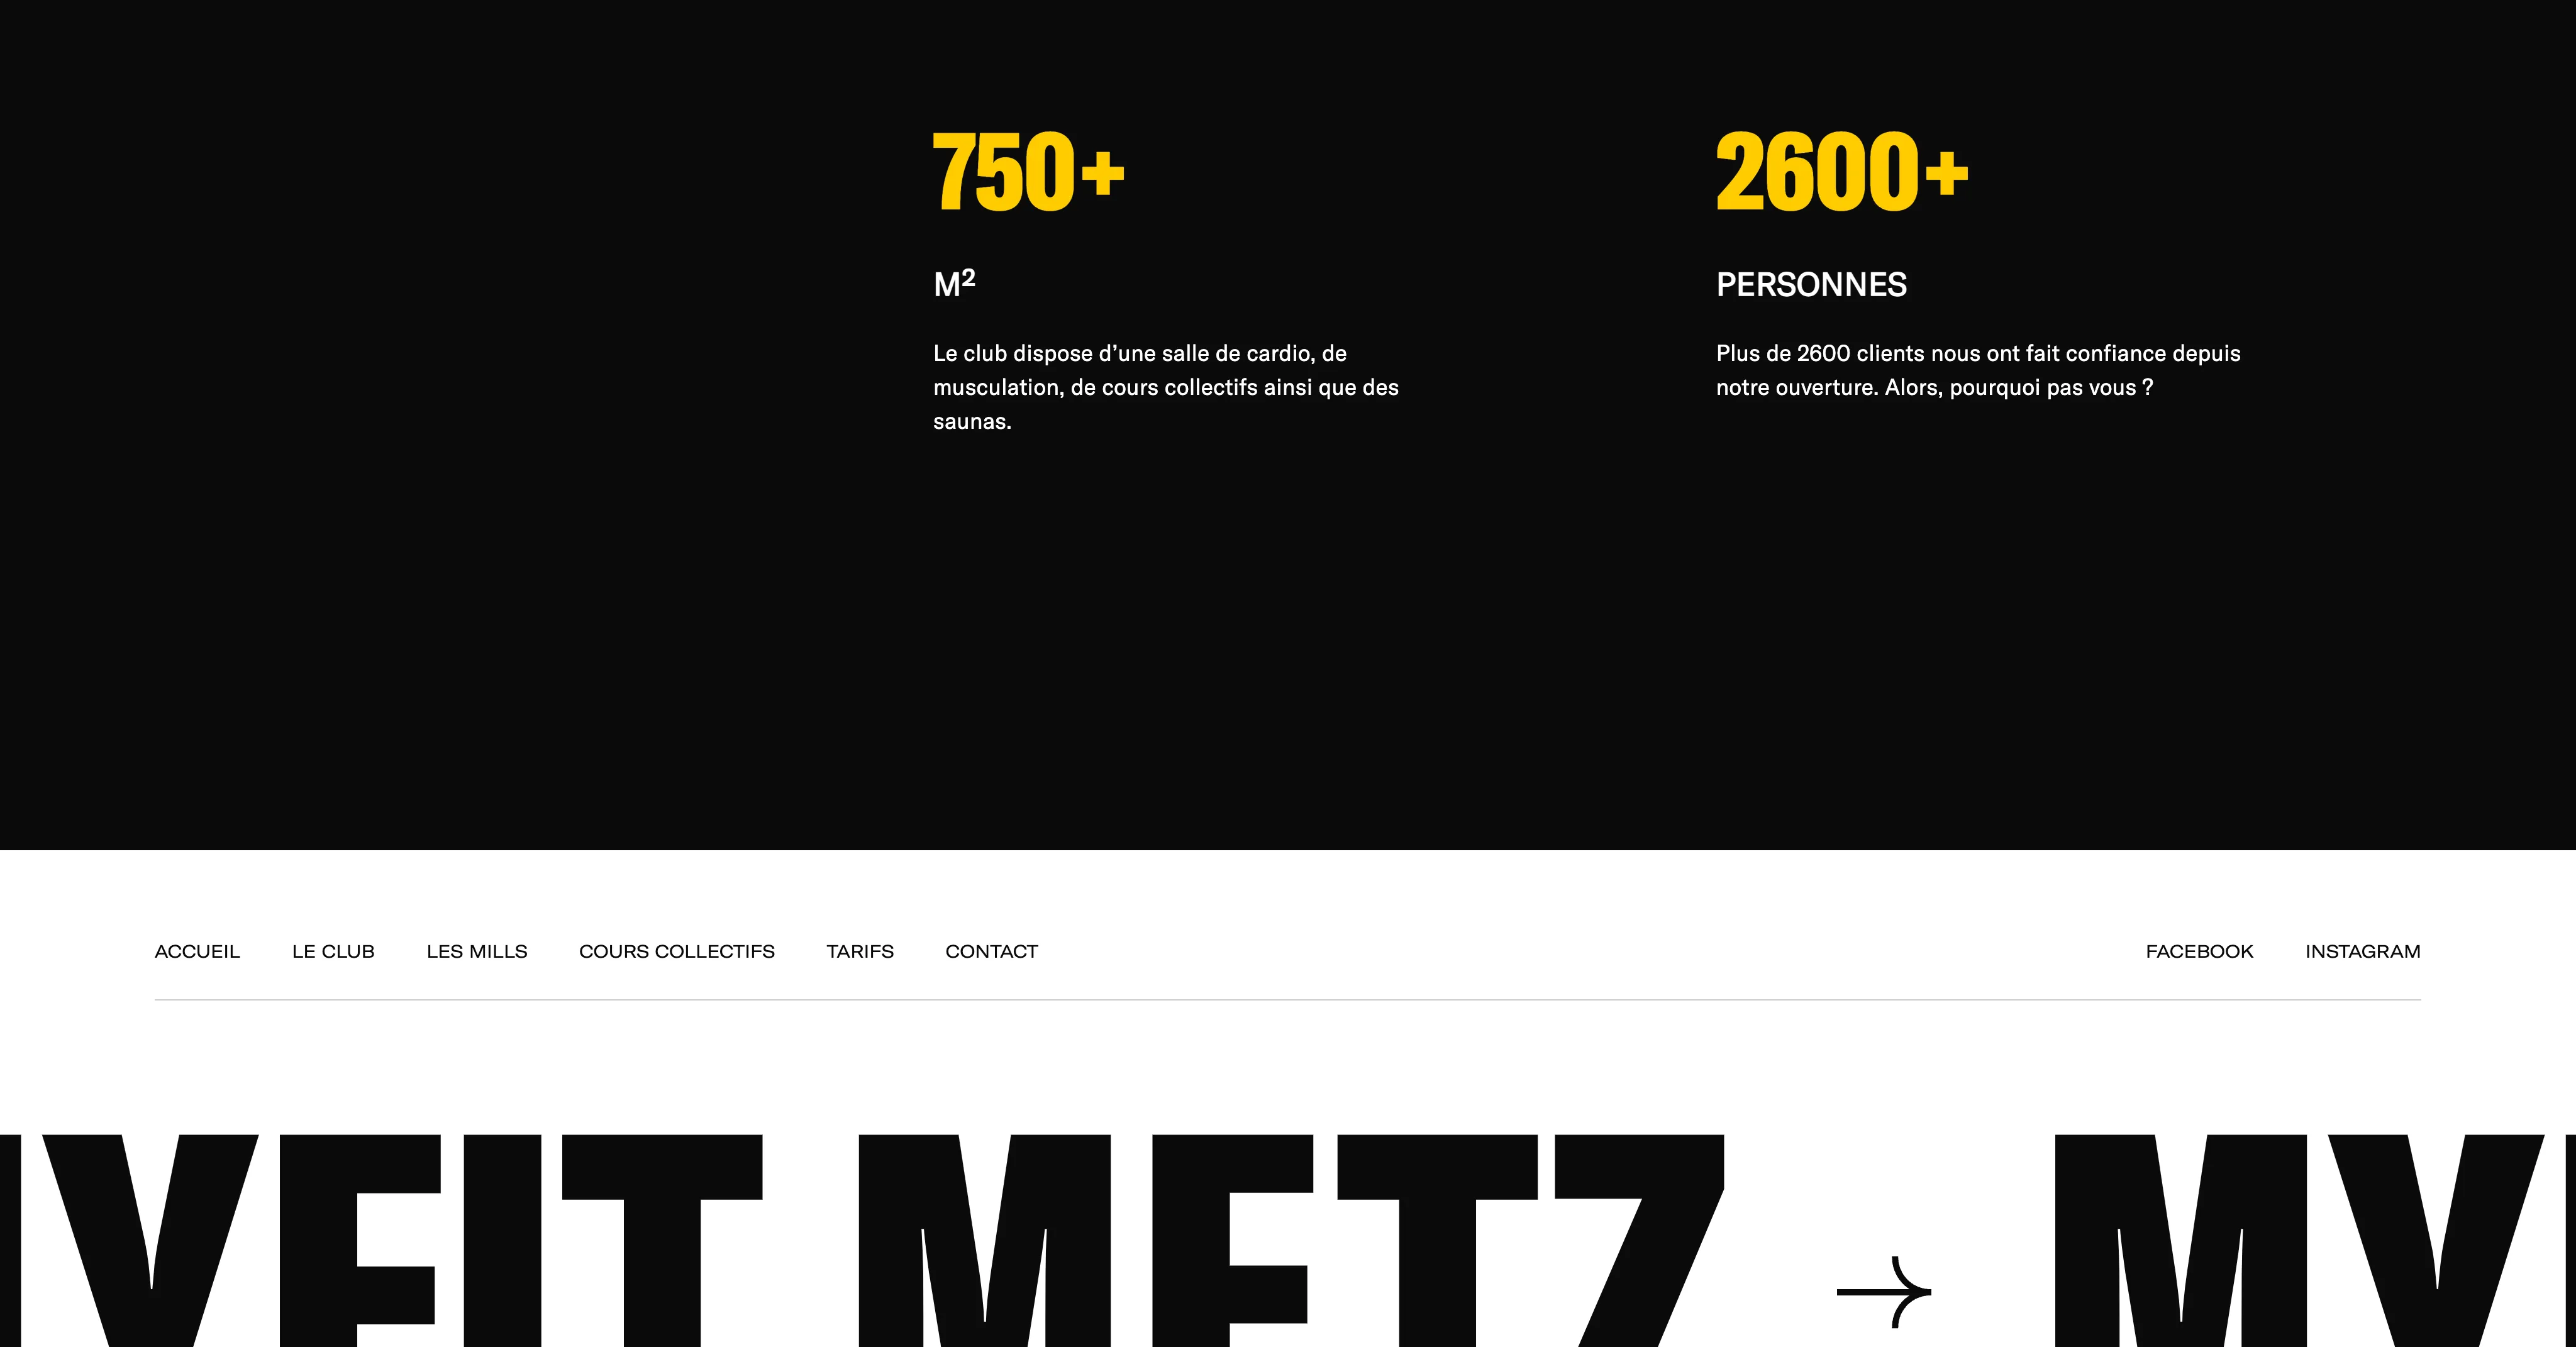 750+
M²
Le club dispose d’une salle de cardio, de
musculation, de cours collectifs ainsi que des
saunas.
2600+
PERSONNES
Plus de 2600 clients nous ont fait confiance depuis
notre ouverture. Alors, pourquoi pas vous ?
ACCUEIL LE CLUB LES MILLS COURS COLLECTIFS TARIFS CONTACT FACEBOOK INSTAGRAM
MYFIT METZ → MY